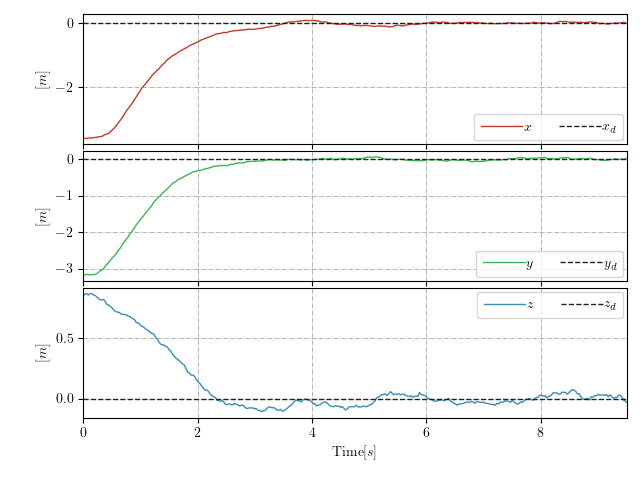 0
−2
[m]
x x_d
0
−1
−2
−3
[m]
y y_d
0.5
0.0
[m]
z z_d
0 2 4 6 8
Time[s]